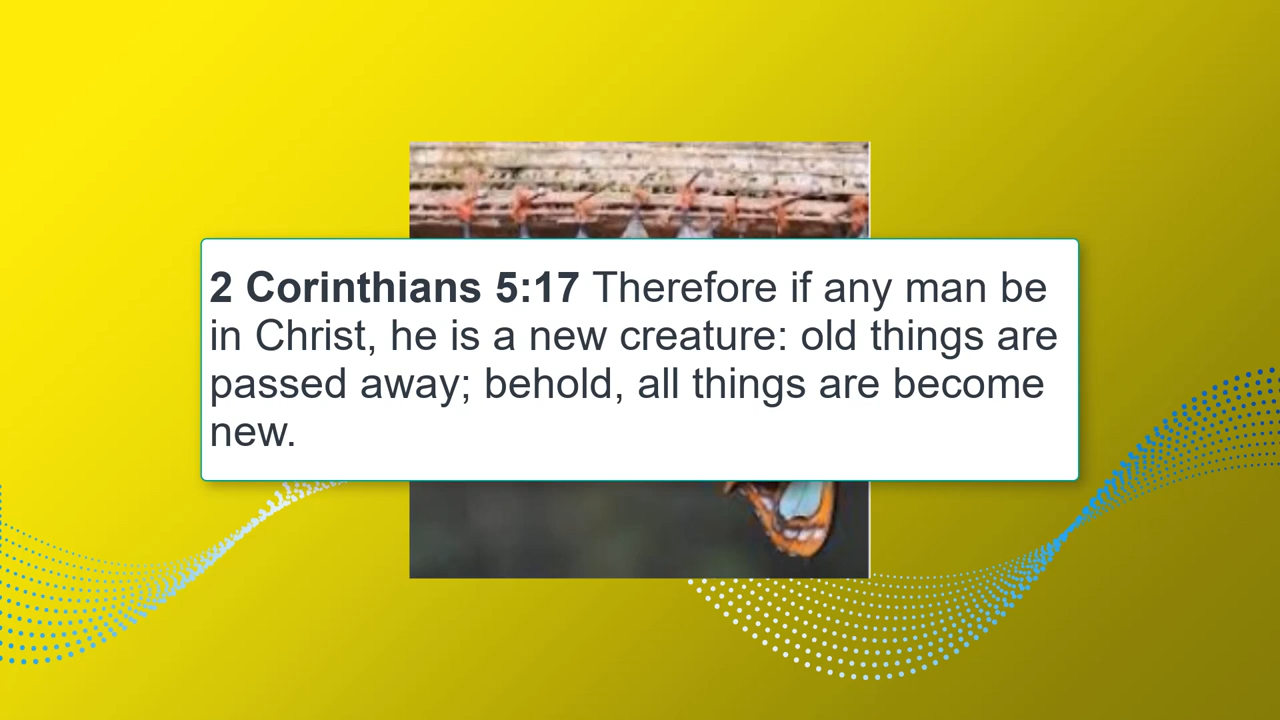 2 Corinthians 5:17 Therefore if any man be
in Christ, he is a new creature: old things are
passed away; behold, all things are become
new.